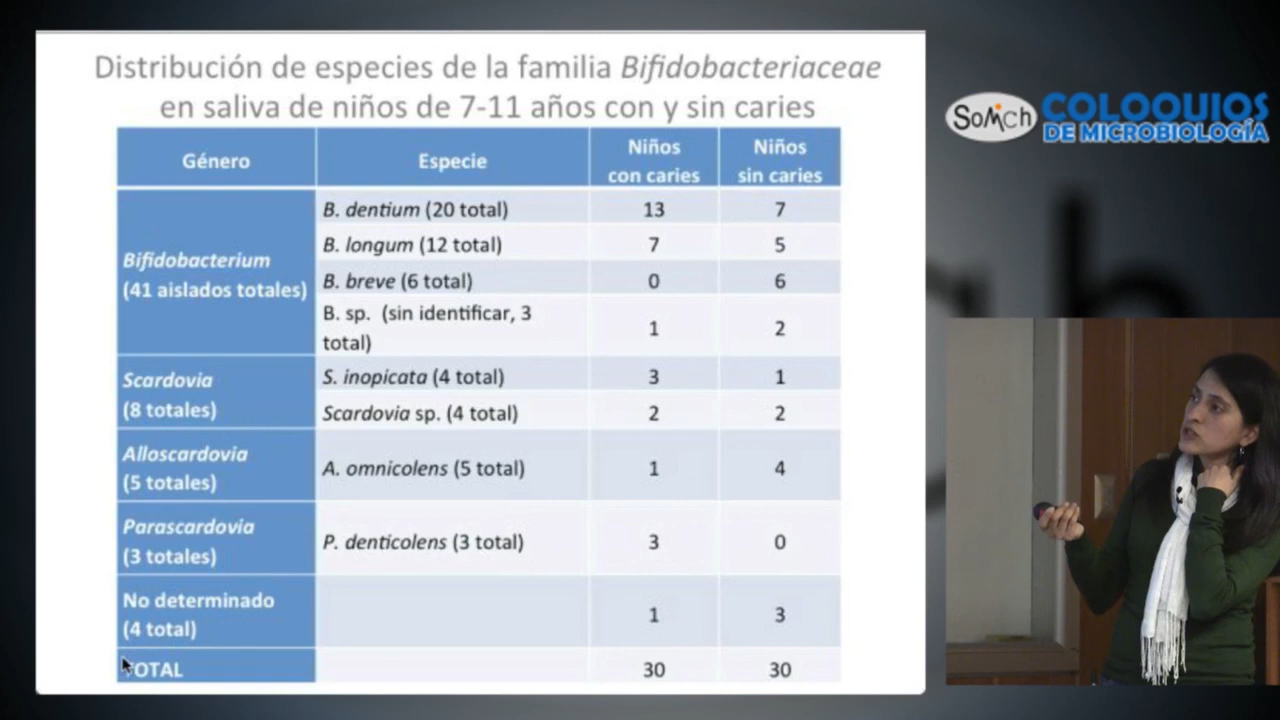 Distribución de especies de la familia Bifidobacteriaceae
en saliva de niños de 7-11 años con y sin caries
SoMich COLOQUIOS
DE MICROBIOLOGÍA
Género Especie Niños con caries Niños sin caries
Bifidobacterium
(41 aislados totales)
B. dentium (20 total) 13 7
B. longum (12 total) 7 5
B. breve (6 total) 0 6
B. sp. (sin identificar, 3
total) 1 2
Scardovia
(8 totales)
S. inopicata (4 total) 3 1
Scardovia sp. (4 total) 2 2
Alloscardovia
(5 totales)
A. omnicolens (5 total) 1 4
Parascardovia
(3 totales)
P. denticolens (3 total) 3 0
No determinado
(4 total) 1 3
TOTAL 30 30